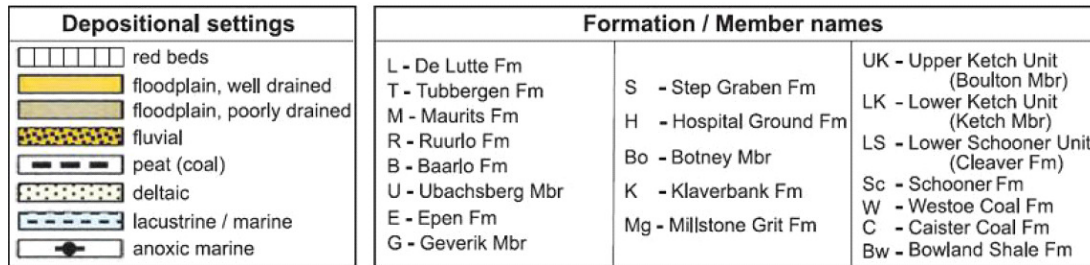 Depositional settings
red beds
floodplain, well drained
floodplain, poorly drained
fluvial
peat (coal)
deltaic
lacustrine / marine
anoxic marine
Formation / Member names
L - De Lutte Fm
T - Tubbergen Fm
M - Maurits Fm
R - Ruurlo Fm
B - Baarlo Fm
U - Ubachsberg Mbr
E - Epen Fm
G - Geverik Mbr
S - Step Graben Fm
H - Hospital Ground Fm
Bo - Botney Mbr
K - Klaverbank Fm
Mg - Millstone Grit Fm
UK - Upper Ketch Unit
(Boulton Mbr)
LK - Lower Ketch Unit
(Ketch Mbr)
LS - Lower Schooner Unit
(Cleaver Fm)
Sc - Schooner Fm
W - Westoe Coal Fm
C - Caister Coal Fm
Bw - Bowland Shale Fm